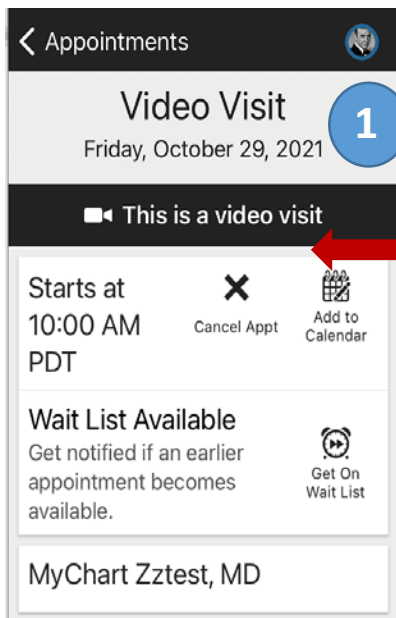 Appointments
Video Visit
Friday, October 29, 2021
1
This is a video visit
Starts at
10:00 AM
PDT
Cancel Appt
Add to
Calendar
Wait List Available
Get notified if an earlier
appointment becomes
available.
Get On
Wait List
MyChart Zztest, MD